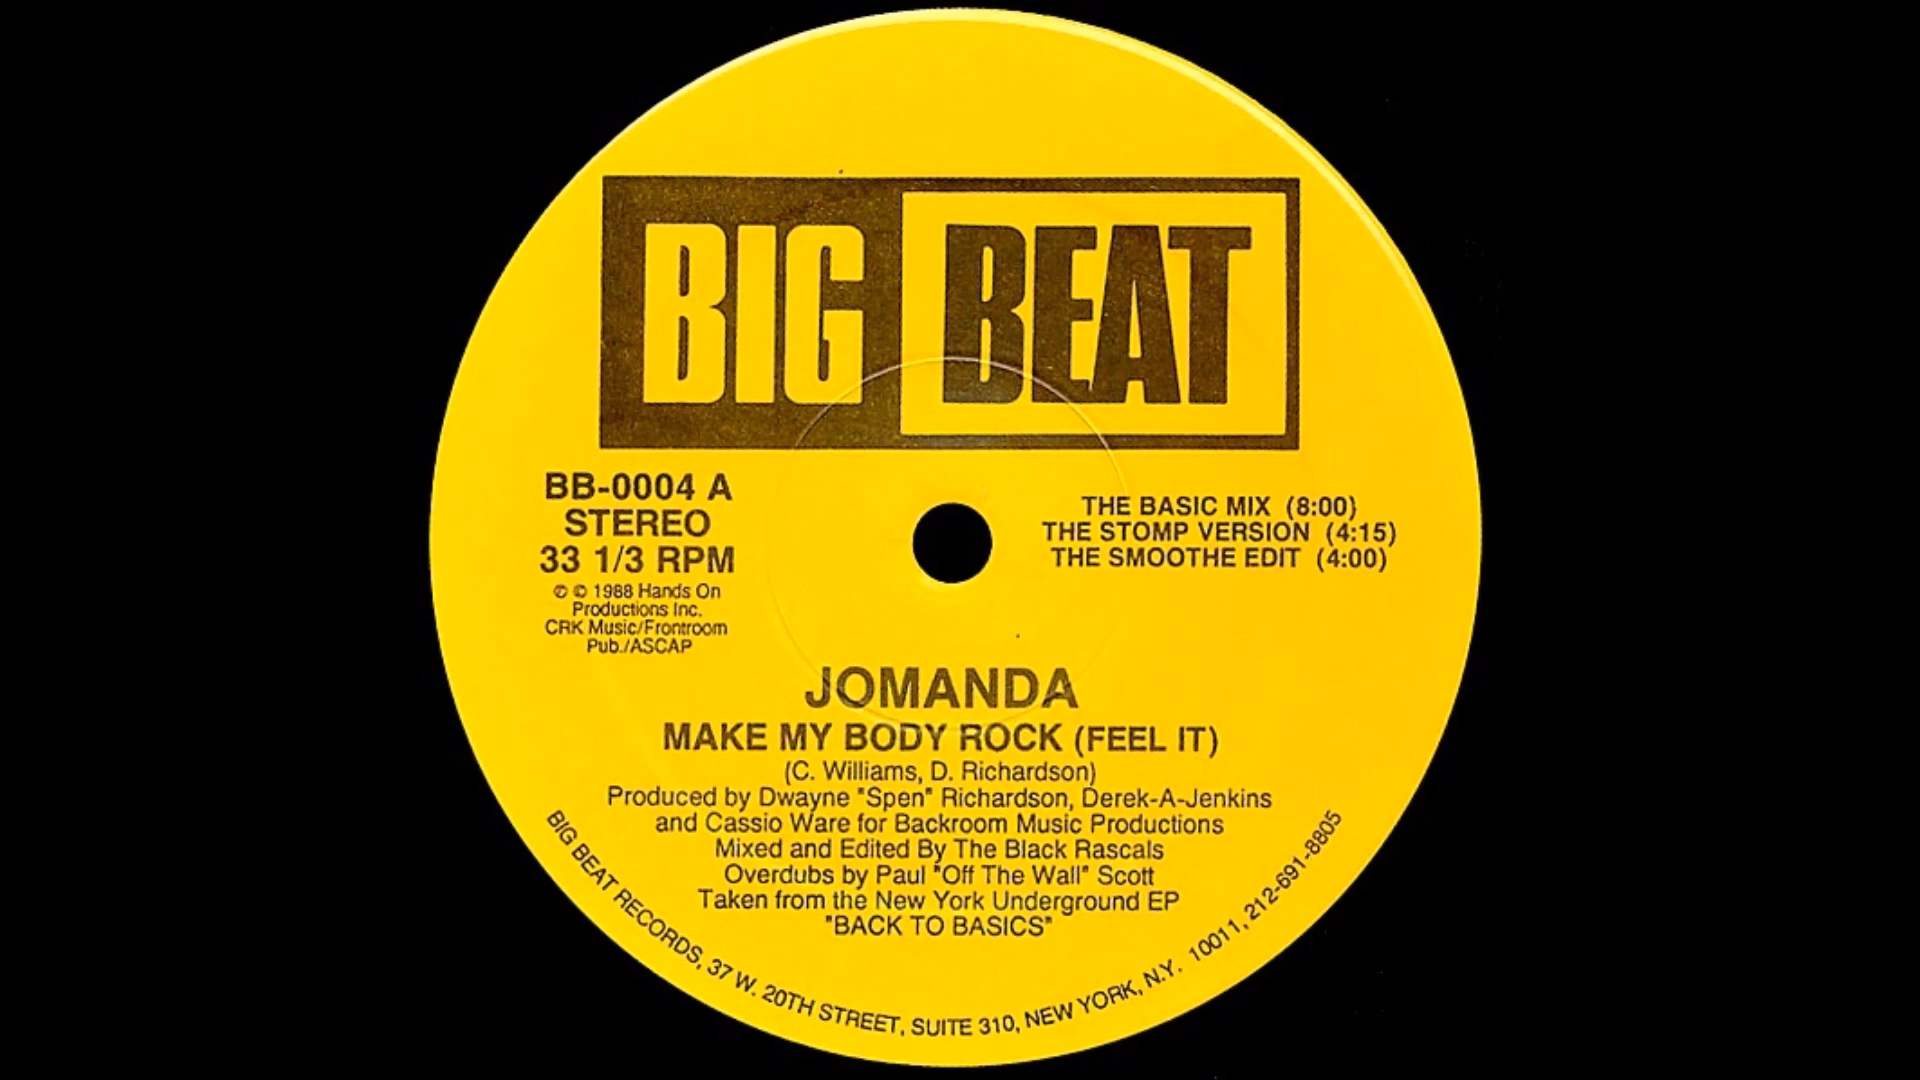 BIG BEAT
BB-0004 A
STEREO
33 1/3 RPM
℗ © 1988 Hands On
Productions Inc.
CRK Music/Frontroom
Pub./ASCAP
THE BASIC MIX (8:00)
THE STOMP VERSION (4:15)
THE SMOOTHE EDIT (4:00)
JOMANDA
MAKE MY BODY ROCK (FEEL IT)
(C. Williams, D. Richardson)
Produced by Dwayne "Spen" Richardson, Derek-A-Jenkins
and Cassio Ware for Backroom Music Productions
Mixed and Edited By The Black Rascals
Overdubs by Paul "Off The Wall" Scott
Taken from the New York Underground EP
"BACK TO BASICS"
BIG BEAT RECORDS, 37 W. 20TH STREET, SUITE 310, NEW YORK, N.Y. 10011, 212-691-8805